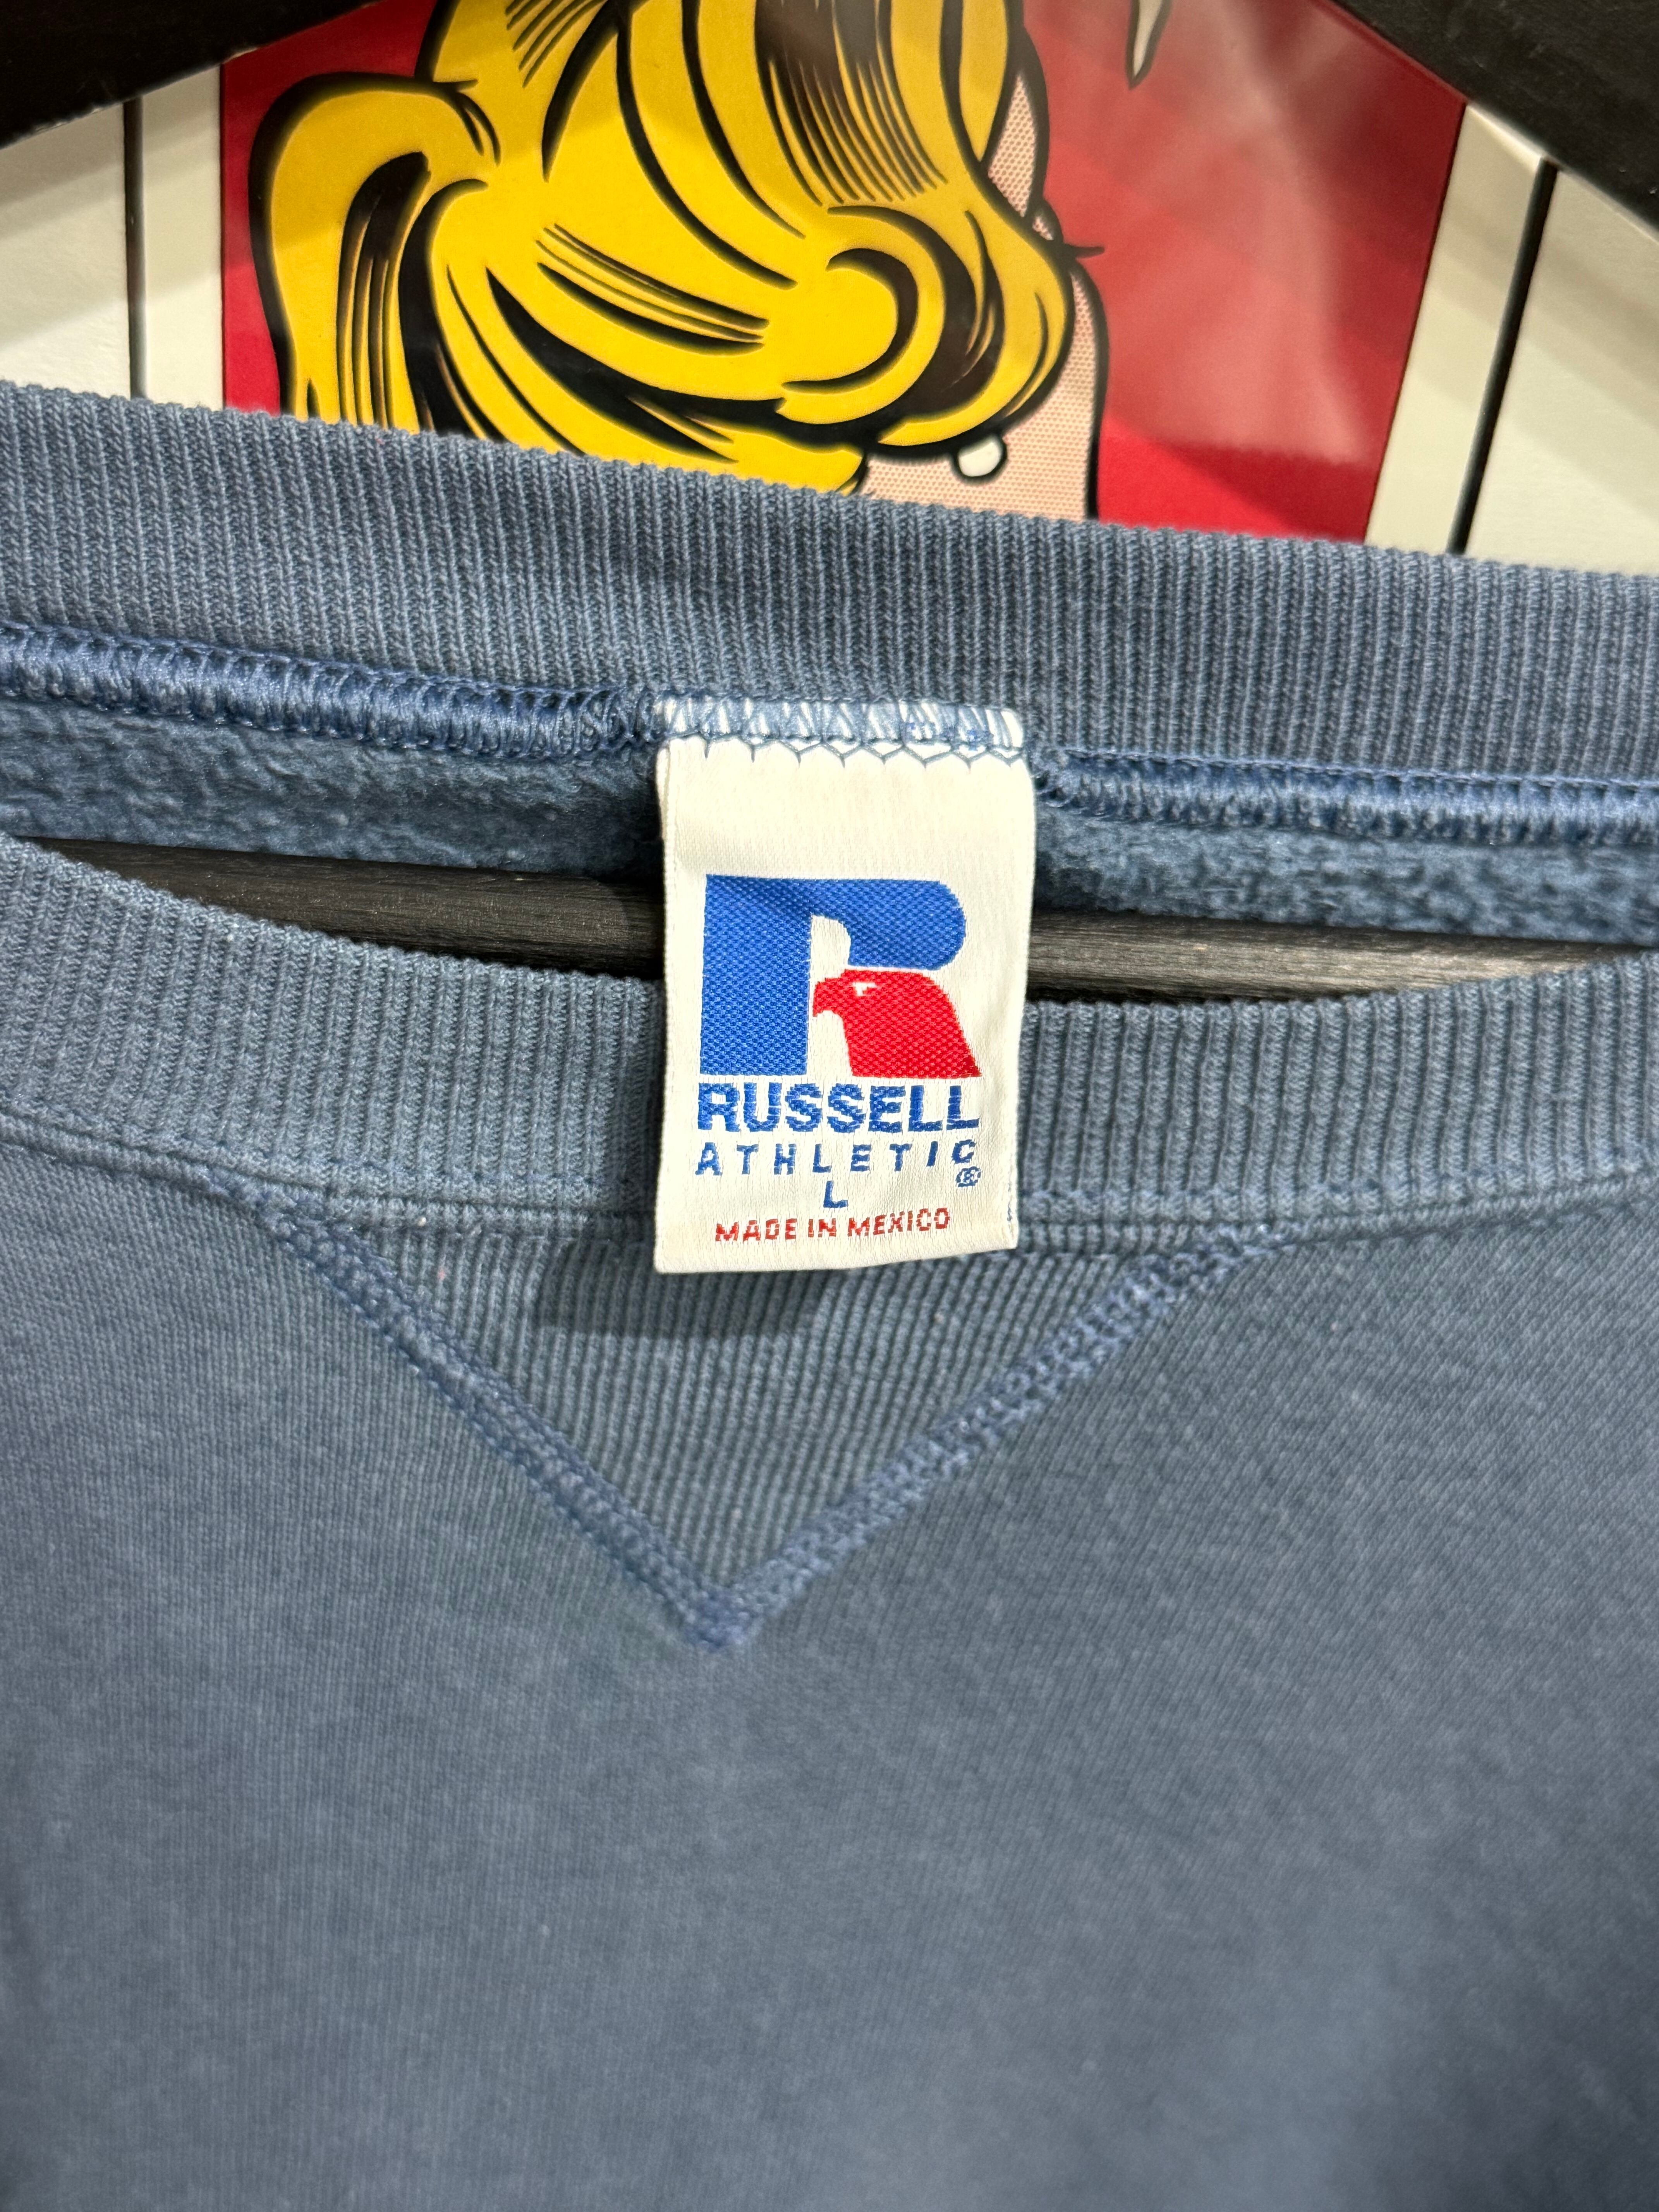 RUSSELL
ATHLETIC®
L
MADE IN MEXICO